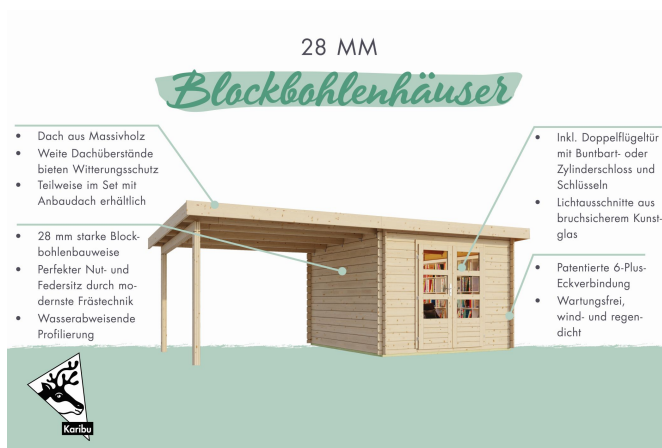 28 MM
Blockbohlenhäuser
• Dach aus Massivholz
• Weite Dachüberstände
bieten Witterungsschutz
• Teilweise im Set mit
Anbaudach erhältlich
• 28 mm starke Block-
bohlenbauweise
• Perfekter Nut- und
Federsitz durch mo-
dernste Frästechnik
• Wasserabweisende
Profilierung
• Inkl. Doppelflügeltür
mit Buntbart- oder
Zylinderschloss und
Schlüsseln
• Lichtausschnitte aus
bruchsicherem Kunst-
glas
• Patentierte 6-Plus-
Eckverbindung
• Wartungsfrei,
wind- und regen-
dicht
Karibu